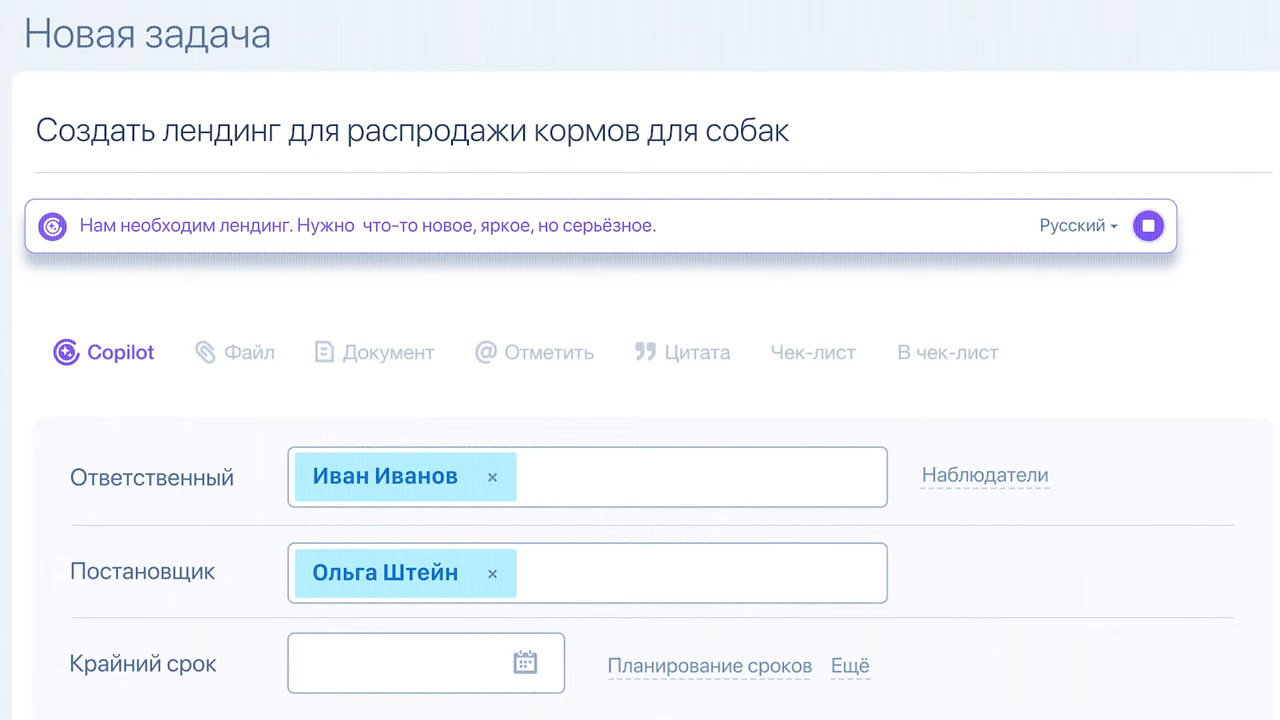 Новая задача
Создать лендинг для распродажи кормов для собак
Нам необходим лендинг. Нужно  что-то новое, яркое, но серьёзное. Русский
Copilot Файл Документ Отметить Цитата Чек-лист В чек-лист
Ответственный Иван Иванов × Наблюдатели
Постановщик Ольга Штейн ×
Крайний срок Планирование сроков Ещё